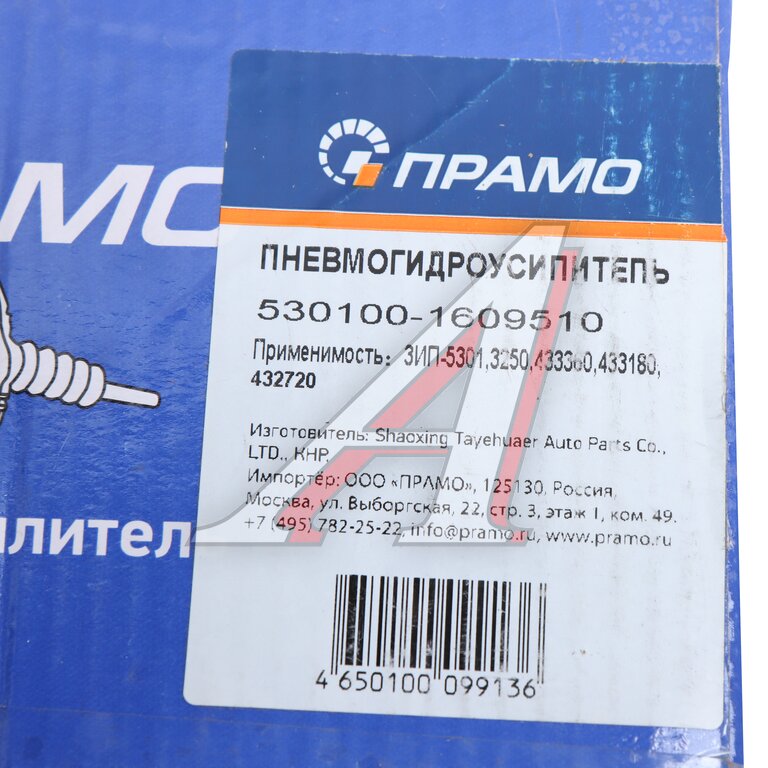 МО
ПРАМО
ПНЕВМОГИДРОУСИЛИТЕЛЬ
530100-1609510
Применимость: ЗИЛ-5301,3250,433360,433180,
432720
Изготовитель: Shaoxing Tayehuaer Auto Parts Co.,
LTD., КНР,
Импортёр: ООО «ПРАМО», 125130, Россия,
Москва, ул. Выборгская, 22, стр. 3, этаж 1, ком. 49.
+7 (495) 782-25-22, info@pramo.ru, www.pramo.ru
илител
4 650100 099136